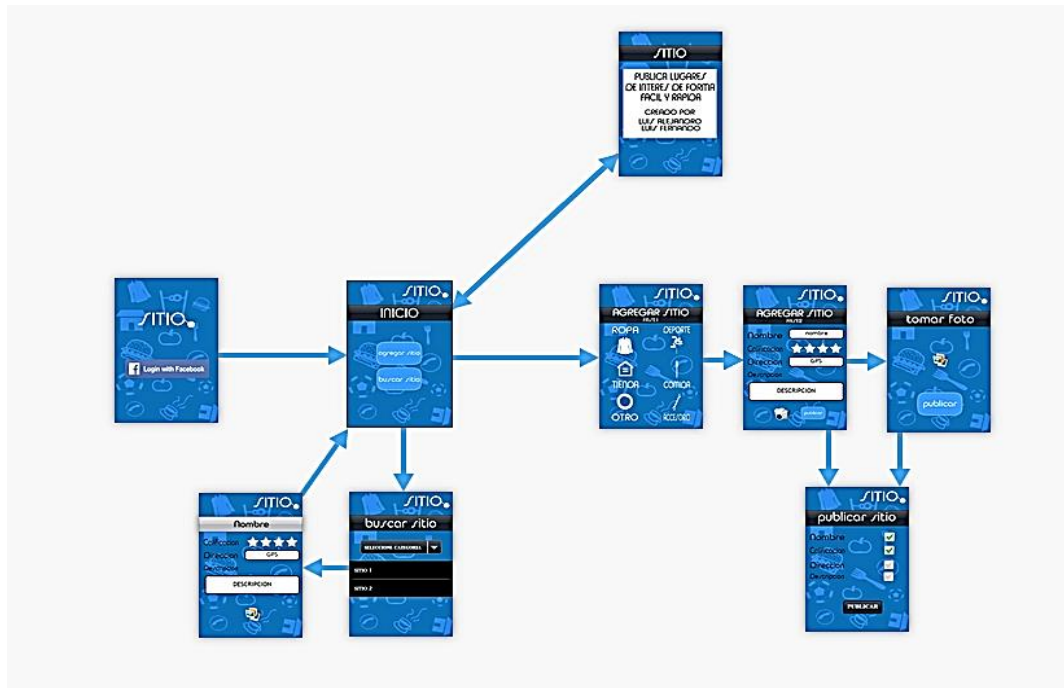 SITIO
PUBLICA LUGARES
DE INTERES DE FORMA
FACIL Y RAPIDA
CREADO POR
LUIS ALEJANDRO
LUIS FERNANDO
SITIO.
Login with Facebook
SITIO.
INICIO
agregar sitio
buscar sitio
SITIO.
AGREGAR SITIO
ROPA DEPORTE
TIENDA COMIDA
OTRO ACCESORIO
SITIO.
AGREGAR SITIO
Nombre nombre
Calificacion
Direccion GPS
Descripcion
DESCRIPCION
publicar
SITIO.
tomar foto
publicar
SITIO.
Nombre
Calificacion
Direccion GPS
Descripcion
DESCRIPCION
SITIO.
buscar sitio
SELECCIONE CATEGORIA
SITIO 1
SITIO 2
SITIO.
publicar sitio
Nombre
Calificacion
Direccion
Descripcion
PUBLICAR